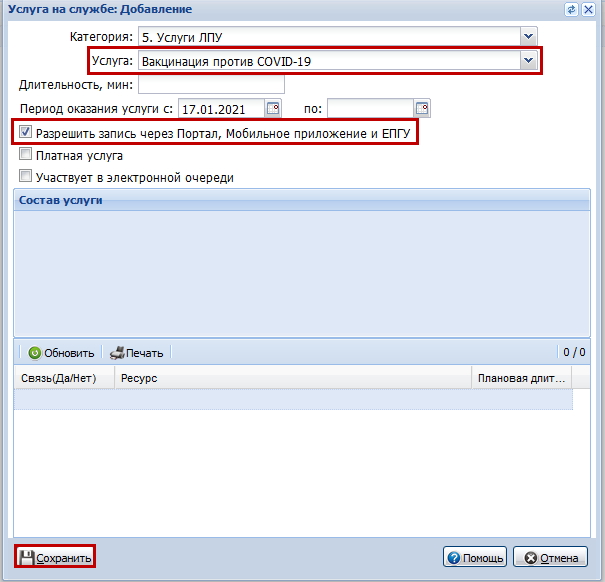 Услуга на службе: Добавление
Категория: 5. Услуги ЛПУ
Услуга: Вакцинация против COVID-19
Длительность, мин:
Период оказания услуги с: 17.01.2021 по:
Разрешить запись через Портал, Мобильное приложение и ЕПГУ
Платная услуга
Участвует в электронной очереди
Состав услуги
Обновить Печать 0 / 0
Связь(Да/Нет) Ресурс Плановая длит...
Сохранить Помощь Отмена